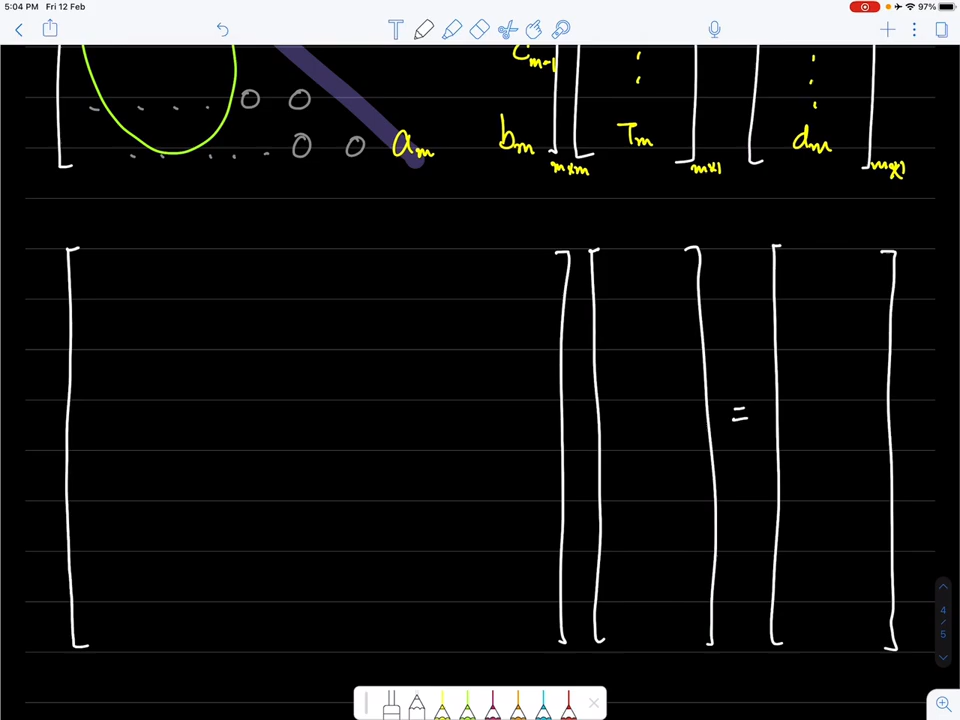 5:04 PM Fri 12 Feb 97%
T
C_{m-1}
. . . . 0 0
. . . . . 0 0 a_m b_m T_m d_m
m×m m×1 m×1
=
4
/
5